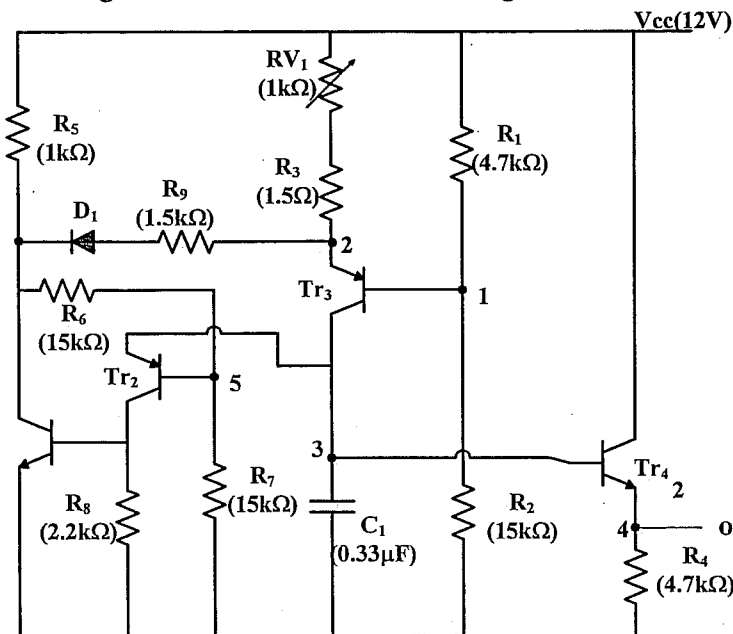 Vcc(12V)
RV1
(1kΩ)
R5
(1kΩ)
R1
(4.7kΩ)
R3
(1.5Ω)
R9
(1.5kΩ)
D1
2
Tr3
1
R6
(15kΩ)
Tr2
5
3
Tr4
2
R7
(15kΩ)
R8
(2.2kΩ)
R2
(15kΩ)
C1
(0.33µF)
4
o
R4
(4.7kΩ)